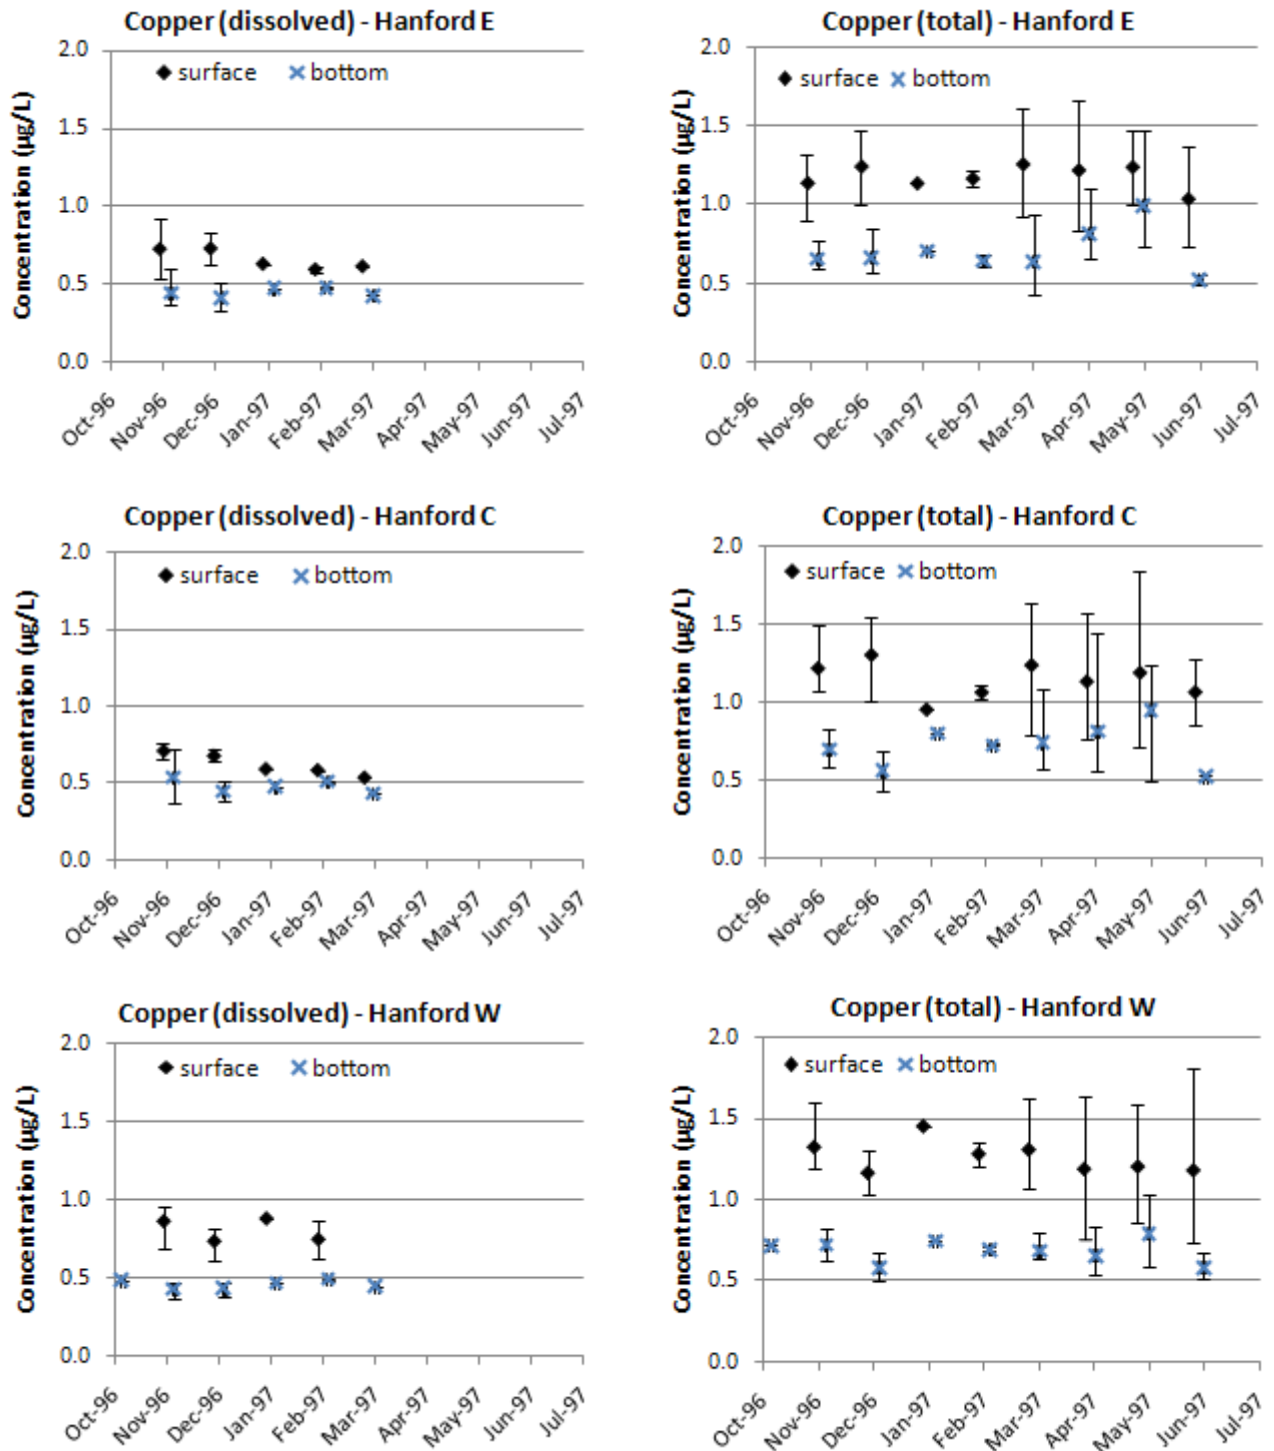 Copper (dissolved) - Hanford E
2.0
◆ surface × bottom
1.5
1.0
0.5
0.0
Concentration (µg/L)
Oct-96 Nov-96 Dec-96 Jan-97 Feb-97 Mar-97 Apr-97 May-97 Jun-97 Jul-97
Copper (total) - Hanford E
2.0
◆ surface × bottom
1.5
1.0
0.5
0.0
Concentration (µg/L)
Oct-96 Nov-96 Dec-96 Jan-97 Feb-97 Mar-97 Apr-97 May-97 Jun-97 Jul-97
Copper (dissolved) - Hanford C
2.0
◆ surface × bottom
1.5
1.0
0.5
0.0
Concentration (µg/L)
Oct-96 Nov-96 Dec-96 Jan-97 Feb-97 Mar-97 Apr-97 May-97 Jun-97 Jul-97
Copper (total) - Hanford C
2.0
◆ surface × bottom
1.5
1.0
0.5
0.0
Concentration (µg/L)
Oct-96 Nov-96 Dec-96 Jan-97 Feb-97 Mar-97 Apr-97 May-97 Jun-97 Jul-97
Copper (dissolved) - Hanford W
2.0
◆ surface × bottom
1.5
1.0
0.5
0.0
Concentration (µg/L)
Oct-96 Nov-96 Dec-96 Jan-97 Feb-97 Mar-97 Apr-97 May-97 Jun-97 Jul-97
Copper (total) - Hanford W
2.0
◆ surface × bottom
1.5
1.0
0.5
0.0
Concentration (µg/L)
Oct-96 Nov-96 Dec-96 Jan-97 Feb-97 Mar-97 Apr-97 May-97 Jun-97 Jul-97